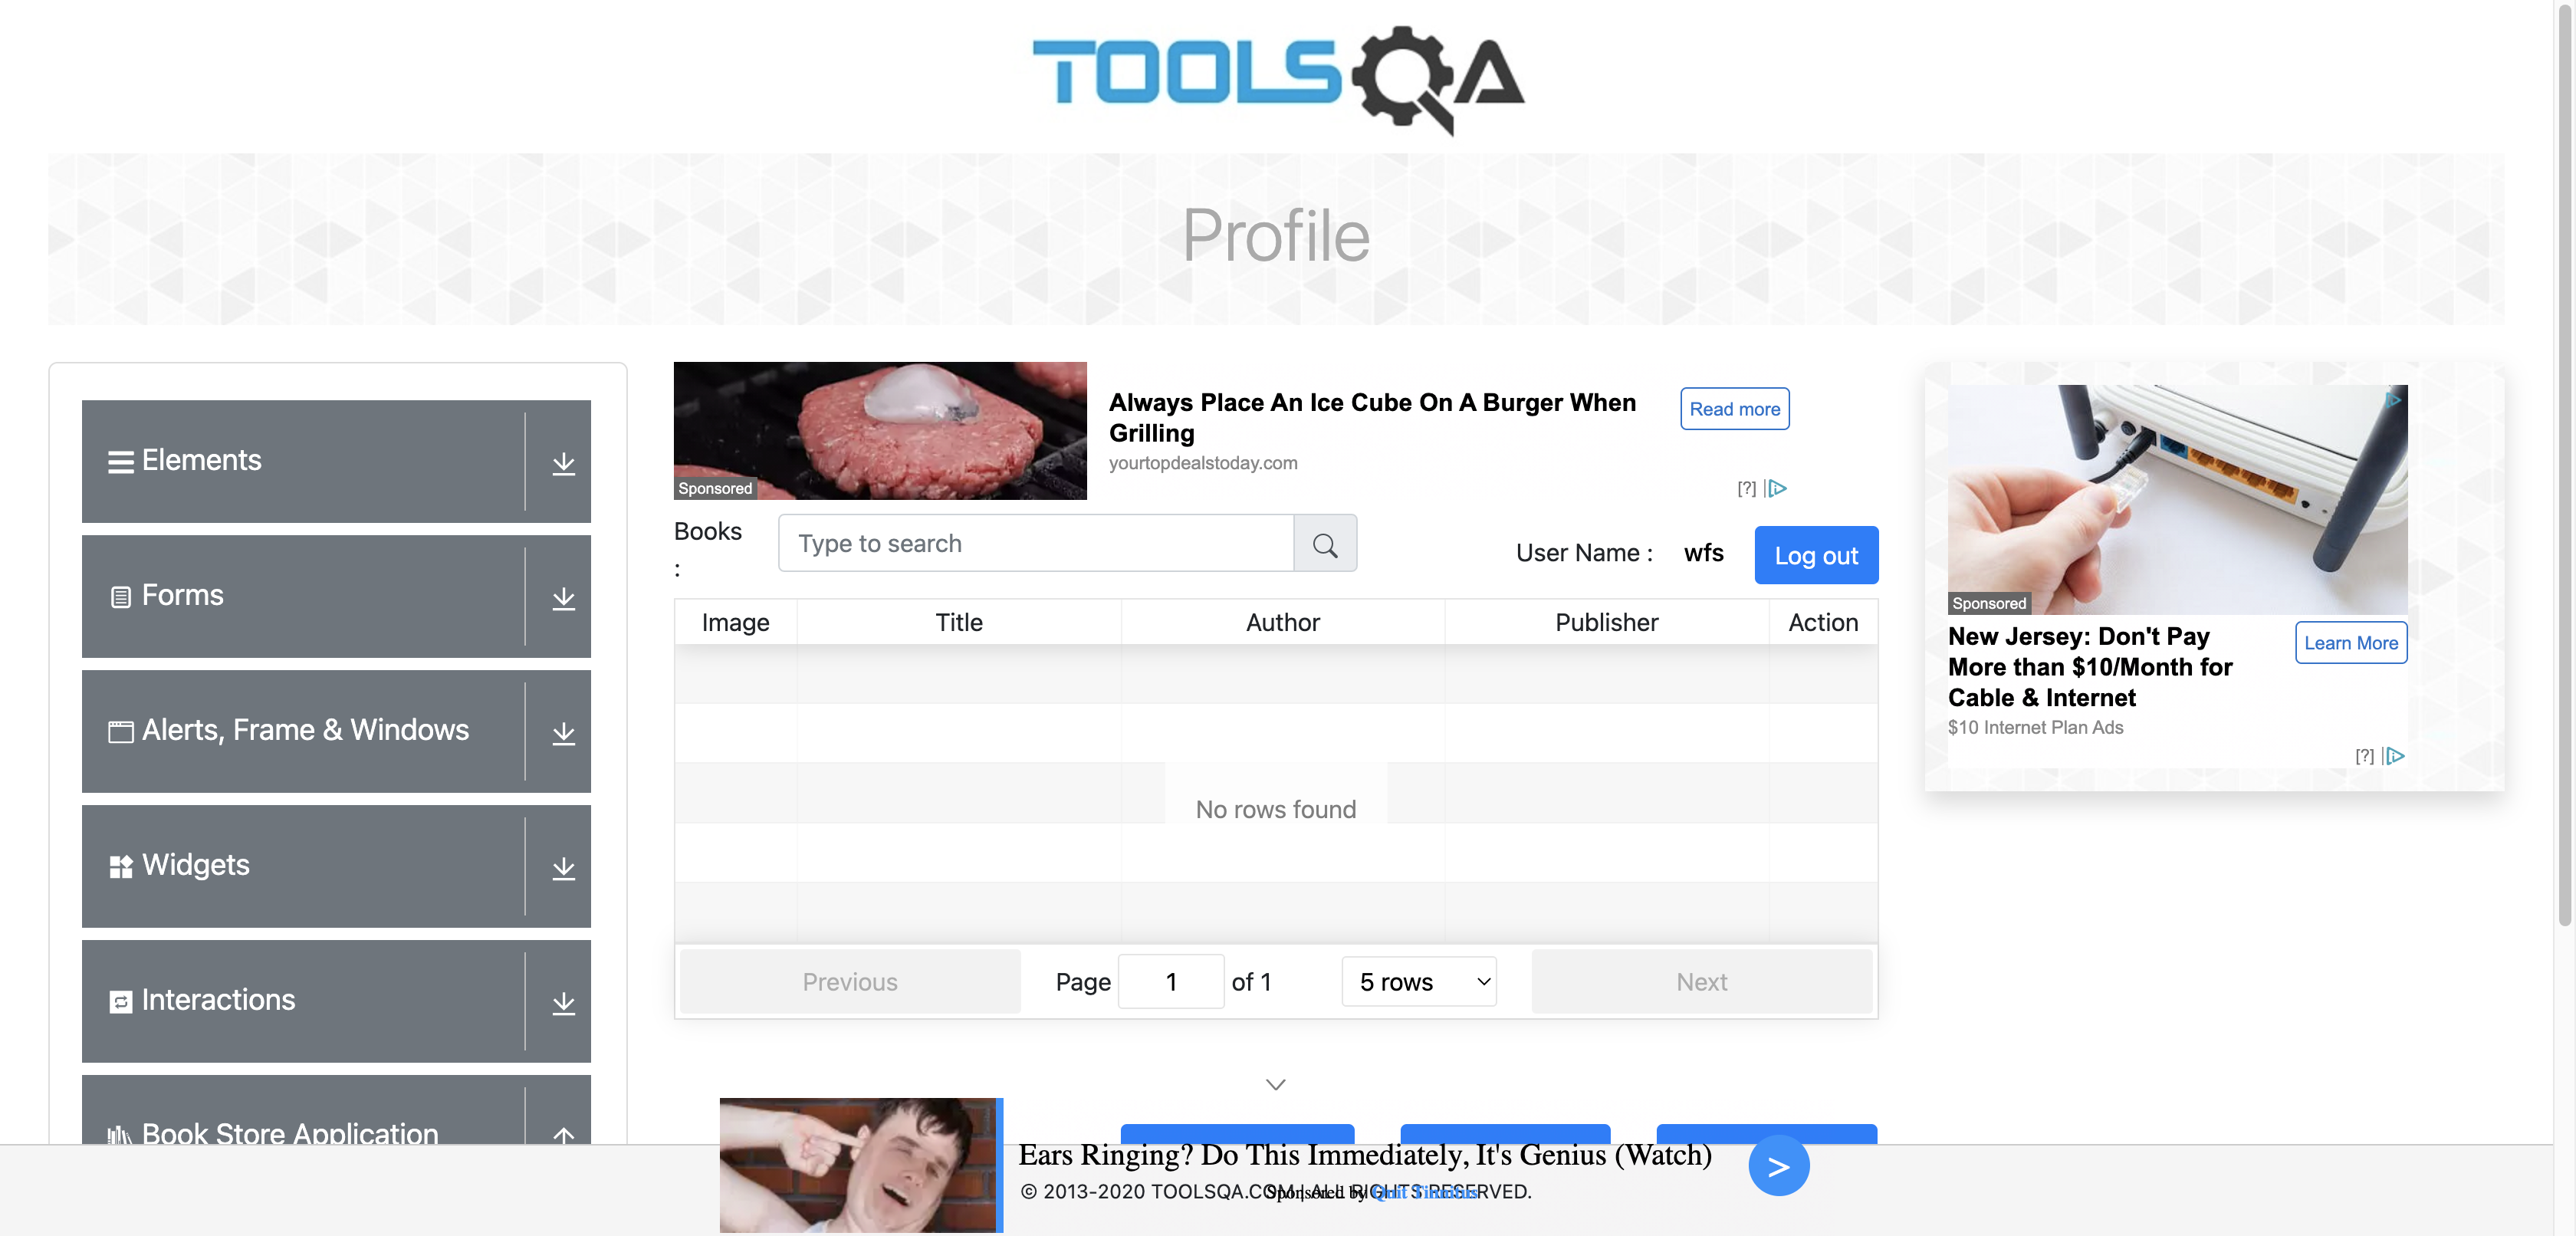 TOOLSQA
Profile
Elements
Forms
Alerts, Frame & Windows
Widgets
Interactions
Book Store Application
Sponsored
Always Place An Ice Cube On A Burger When
Grilling
yourtopdealstoday.com
Read more
[?]
Books
:
Type to search
User Name :
wfs
Log out
Image Title Author Publisher Action
No rows found
Previous
Page 1 of 1
5 rows
Next
Sponsored
New Jersey: Don't Pay
More than $10/Month for
Cable & Internet
$10 Internet Plan Ads
Learn More
[?]
Ears Ringing? Do This Immediately, It's Genius (Watch)
>
© 2013-2020 TOOLSQA.COM | ALL RIGHTS RESERVED.
Sponsored by Quit Tinnitus